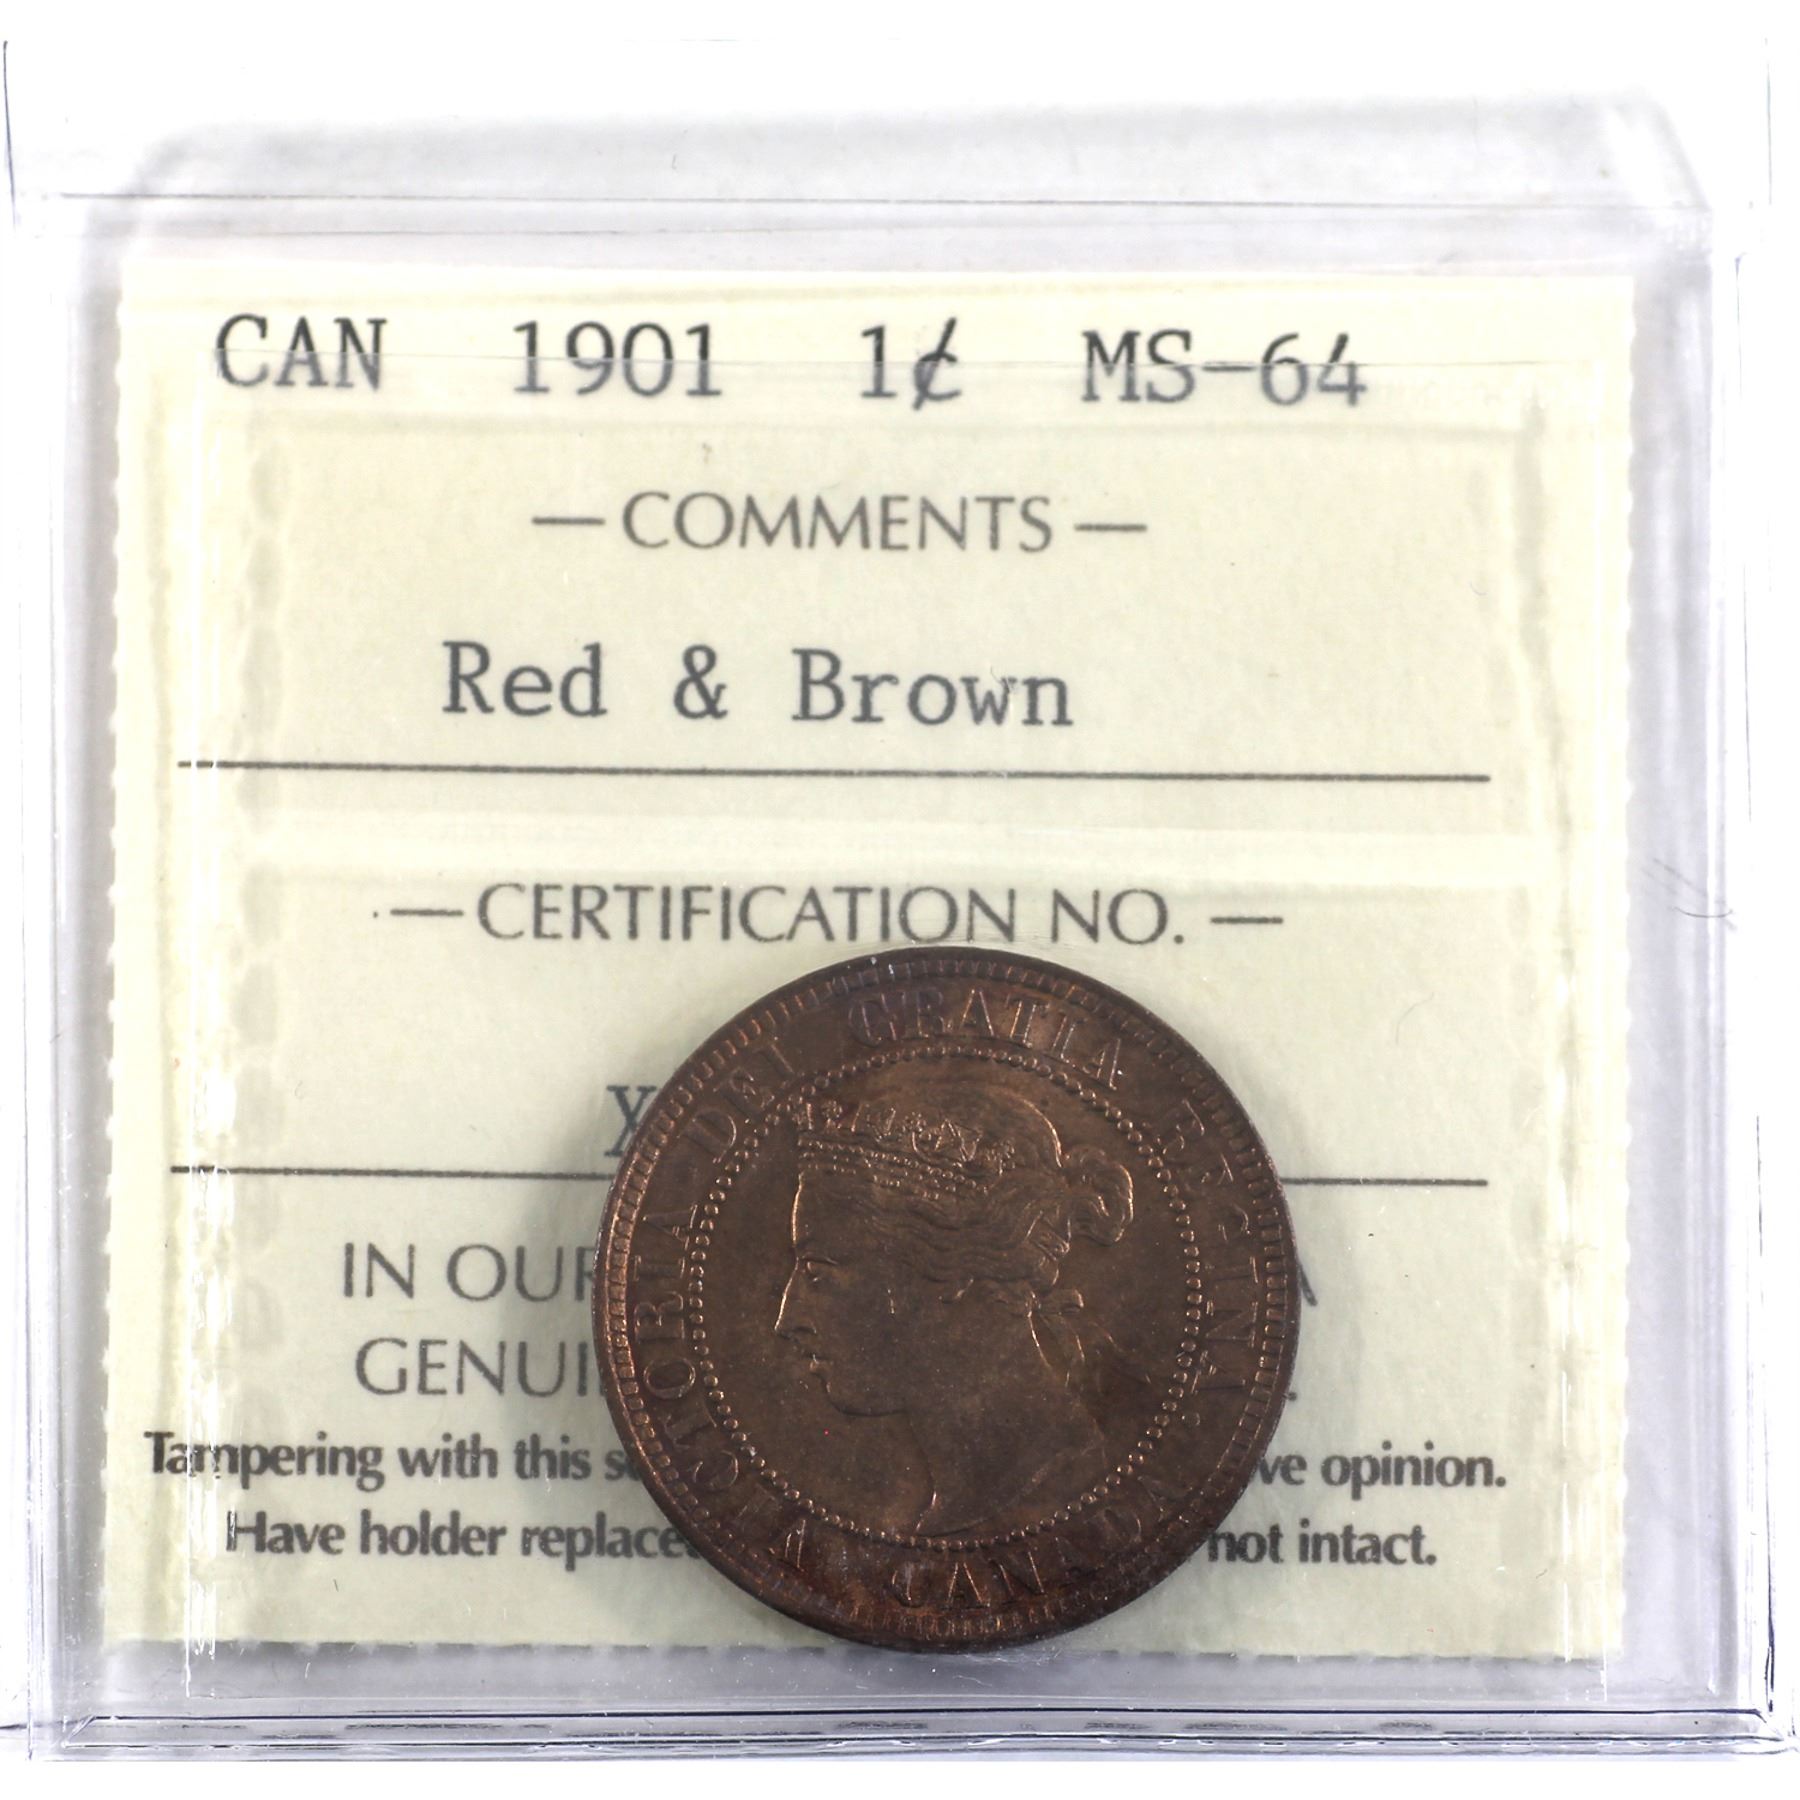 CAN 1901 1¢ MS-64
— COMMENTS —
Red & Brown
— CERTIFICATION NO. —
X
IN OUR A
GENUI
Tampering with this s ve opinion.
Have holder replace not intact.
VICTORIA DEI GRATIA REGINA.
CANADA